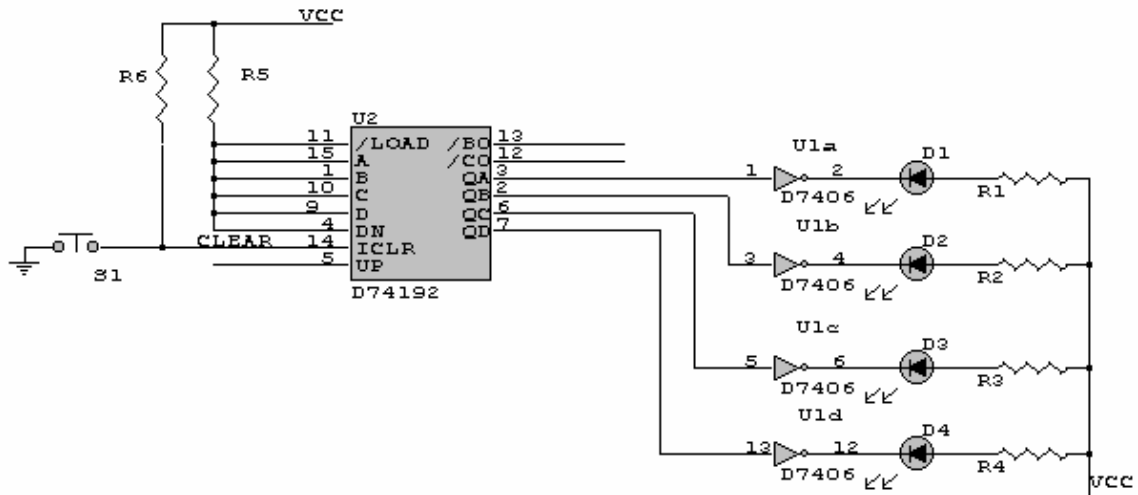 VCC
R6
R5
U2
11 /LOAD /BO 13
15 A /CO 12
1 B QA 3
10 C QB 2
9 D QC 6
4 DN QD 7
CLEAR 14 ICLR
5 UP
D74192
S1
U1a
1 2
D7406
D1
R1
U1b
3 4
D7406
D2
R2
U1c
5 6
D7406
D3
R3
U1d
13 12
D7406
D4
R4
VCC